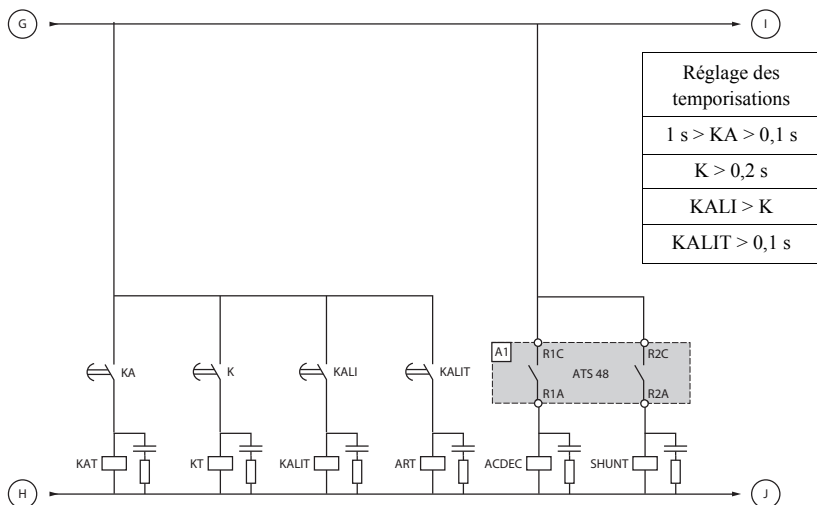 G
I
Réglage des
temporisations
1 s > KA > 0,1 s
K > 0,2 s
KALI > K
KALIT > 0,1 s
A1
R1C
R2C
KA
K
KALI
KALIT
ATS 48
R1A
R2A
KAT
KT
KALIT
ART
ACDEC
SHUNT
H
J